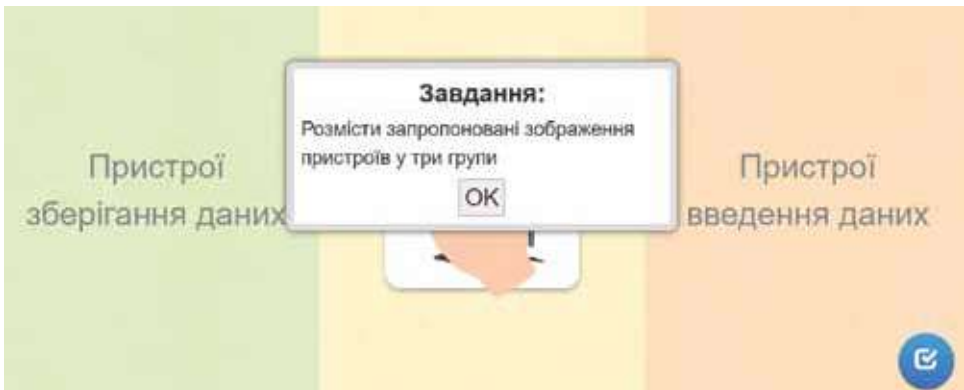 Завдання:
Розмісти запропоновані зображення
пристроїв у три групи
OK
Пристрої
зберігання даних
Пристрої
введення даних